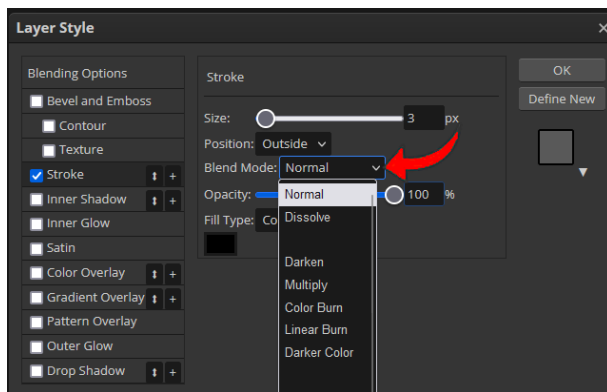 Layer Style
Blending Options
Bevel and Emboss
Contour
Texture
Stroke
Inner Shadow
Inner Glow
Satin
Color Overlay
Gradient Overlay
Pattern Overlay
Outer Glow
Drop Shadow
Stroke
Size: 3 px
Position: Outside
Blend Mode: Normal
Opacity: 100 %
Fill Type: Co
Normal
Dissolve
Darken
Multiply
Color Burn
Linear Burn
Darker Color
OK
Define New